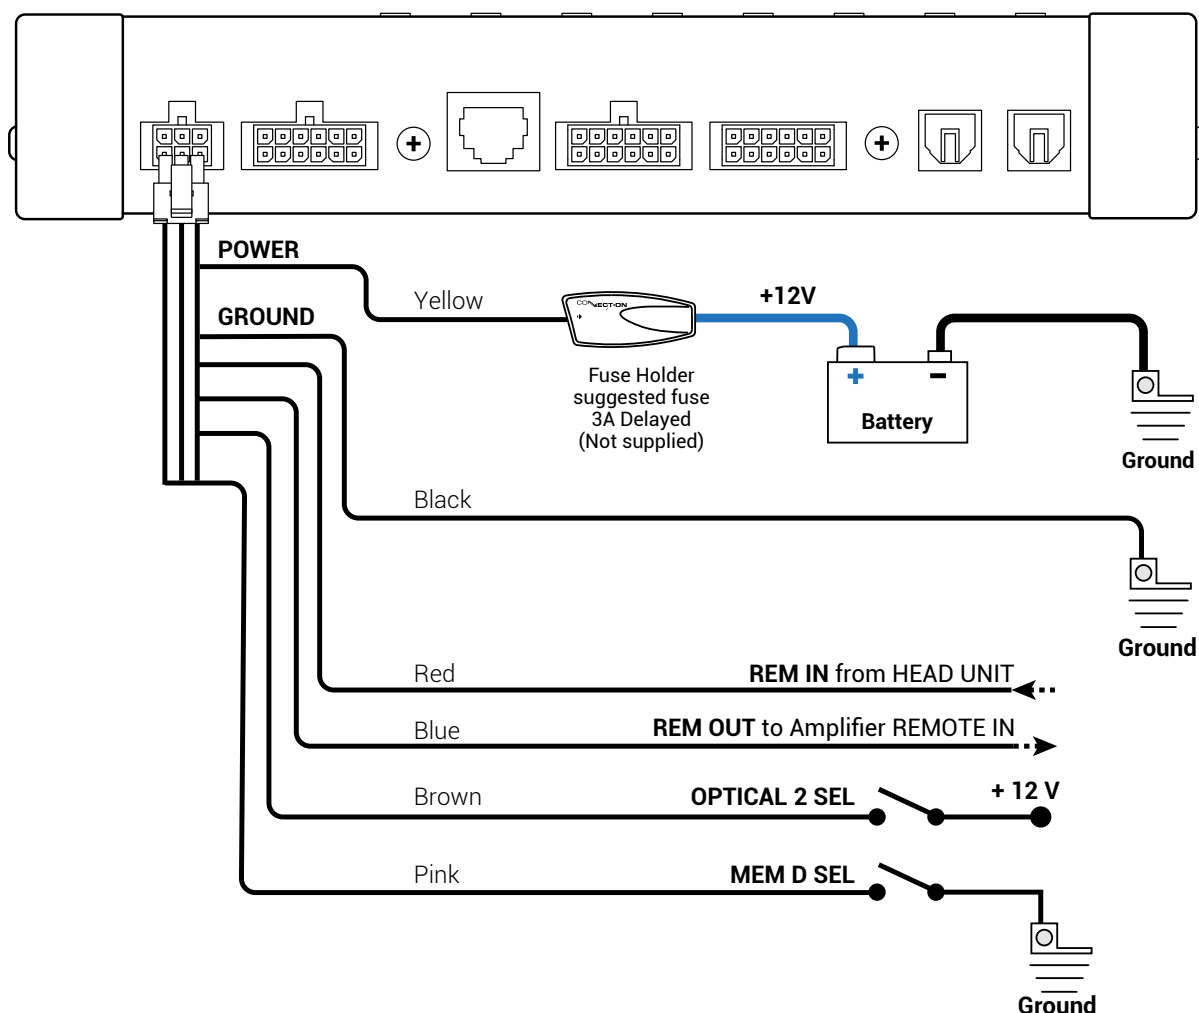 POWER
Yellow
CONNECT-ON
+12V
GROUND
Fuse Holder
suggested fuse
3A Delayed
(Not supplied)
+ −
Battery
Ground
Black
Ground
Red
REM IN from HEAD UNIT
Blue
REM OUT to Amplifier REMOTE IN
Brown
OPTICAL 2 SEL
+ 12 V
Pink
MEM D SEL
Ground